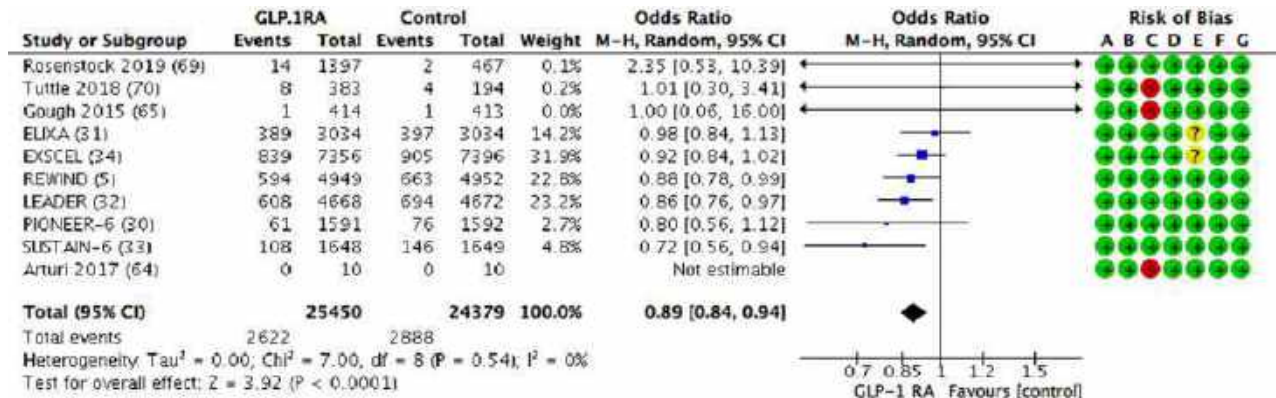 GLP.1RA Control Odds Ratio Odds Ratio Risk of Bias
Study or Subgroup Events Total Events Total Weight M-H, Random, 95% CI M-H, Random, 95% CI A B C D E F G
Rosenstock 2019 (69) 14 1397 2 467 0.1% 2.35 [0.53, 10.39]
Tuttle 2018 (70) 8 383 4 194 0.2% 1.01 [0.30, 3.41]
Gough 2015 (65) 1 414 1 413 0.0% 1.00 [0.06, 16.00]
ELIXA (31) 389 3034 397 3034 14.2% 0.98 [0.84, 1.13] ?
EXSCEL (34) 839 7356 905 7396 31.9% 0.92 [0.84, 1.02] ?
REWIND (5) 594 4949 663 4952 22.8% 0.88 [0.78, 0.99]
LEADER (32) 608 4668 694 4672 23.2% 0.86 [0.76, 0.97]
PIONEER-6 (30) 61 1591 76 1592 2.7% 0.80 [0.56, 1.12]
SUSTAIN-6 (33) 108 1648 146 1649 4.8% 0.72 [0.56, 0.94]
Arturi 2017 (64) 0 10 0 10 Not estimable
Total (95% CI) 25450 24379 100.0% 0.89 [0.84, 0.94]
Total events 2622 2888
Heterogeneity: Tau² = 0.00; Chi² = 7.00, df = 8 (P = 0.54); I² = 0%
Test for overall effect: Z = 3.92 (P < 0.0001)
0.7 0.85 1 1.2 1.5
GLP-1 RA Favours [control]